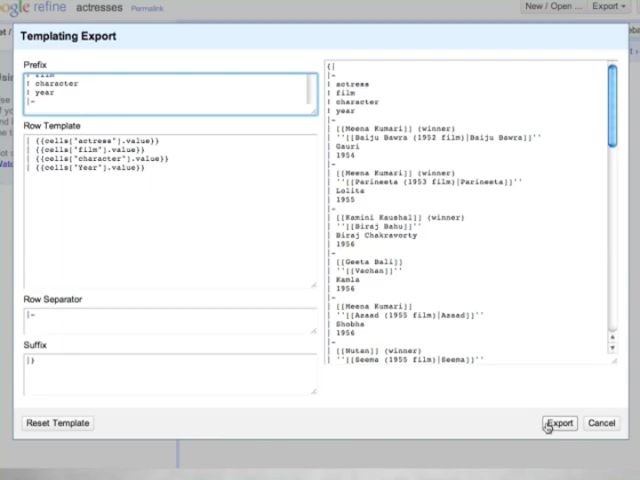 ogle refine actresses Permalink
New / Open ... Export
Templating Export
Prefix
! film
! character
! year
|-
Row Template
| {{cells["actress"].value}}
| {{cells["film"].value}}
| {{cells["character"].value}}
| {{cells["Year"].value}}
Row Separator
|-
Suffix
|}
{|
|-
! actress
! film
! character
! year
|-
| [[Meena Kumari]] (winner)
| ''[[Baiju Bawra (1952 film)|Baiju Bawra]]''
| Gauri
| 1954
|-
| [[Meena Kumari]] (winner)
| ''[[Parineeta (1953 film)|Parineeta]]''
| Lolita
| 1955
|-
| [[Kamini Kaushal]] (winner)
| ''[[Biraj Bahu]]''
| Biraj Chakravorty
| 1956
|-
| [[Geeta Bali]]
| ''[[Vachan]]''
| Kamla
| 1956
|-
| [[Meena Kumari]]
| ''[[Azaad (1955 film)|Azaad]]''
| Shobha
| 1956
|-
| [[Nutan]] (winner)
| ''[[Seema (1955 film)|Seema]]''
Reset Template
Export
Cancel